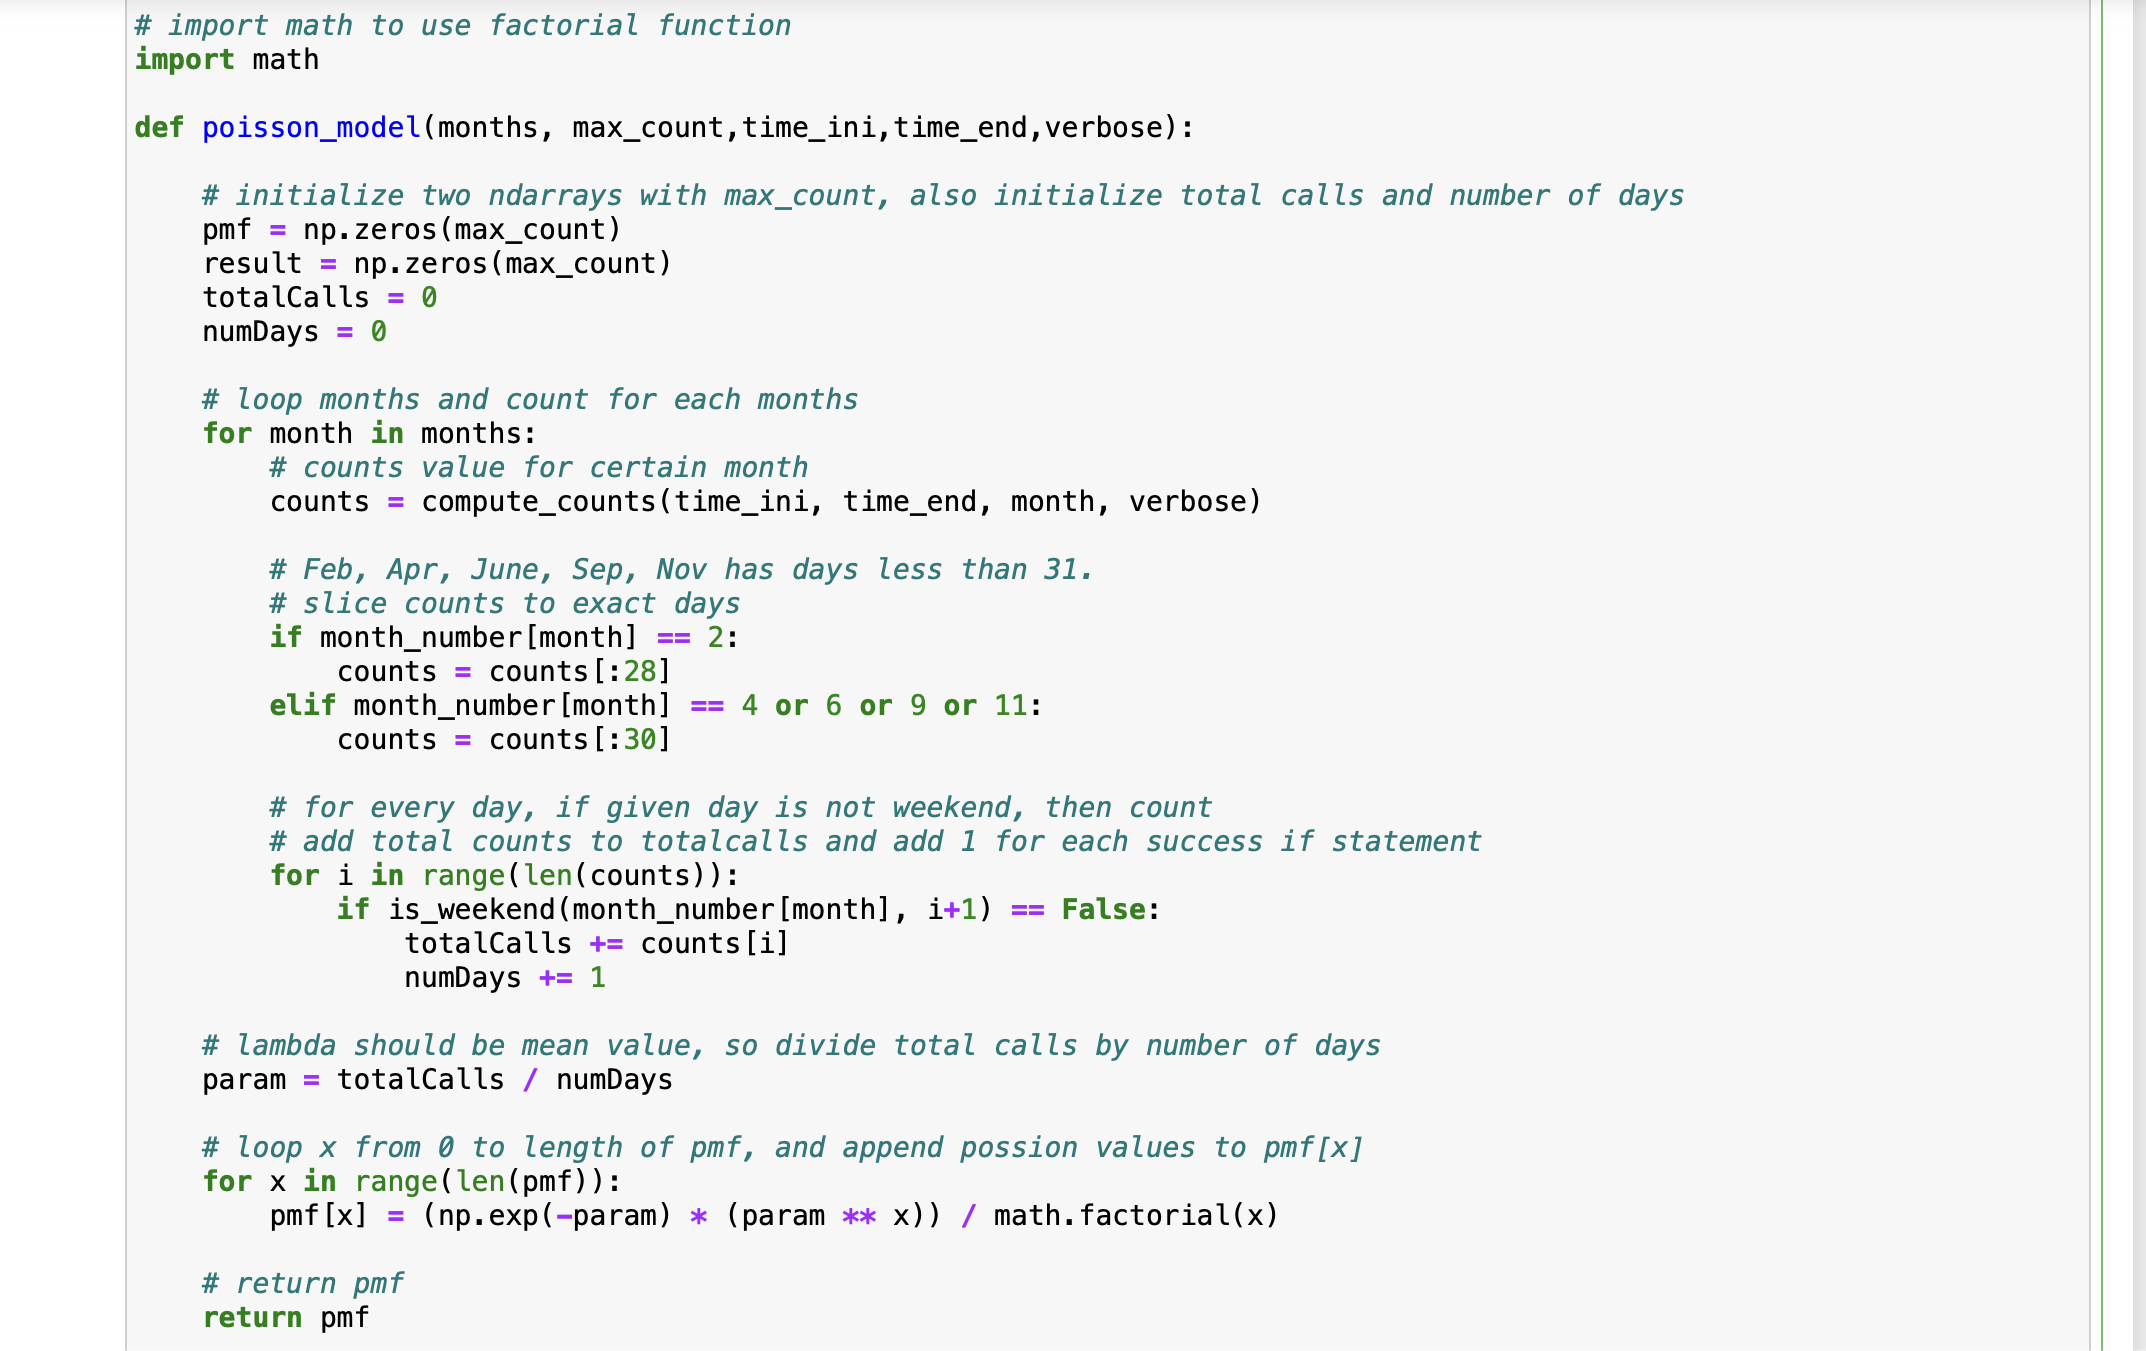 # import math to use factorial function
import math
def poisson_model(months, max_count,time_ini,time_end,verbose):
# initialize two ndarrays with max_count, also initialize total calls and number of days
pmf = np.zeros(max_count)
result = np.zeros(max_count)
totalCalls = 0
numDays = 0
# loop months and count for each months
for month in months:
# counts value for certain month
counts = compute_counts(time_ini, time_end, month, verbose)
# Feb, Apr, June, Sep, Nov has days less than 31.
# slice counts to exact days
if month_number[month] == 2:
counts = counts[:28]
elif month_number[month] == 4 or 6 or 9 or 11:
counts = counts[:30]
# for every day, if given day is not weekend, then count
# add total counts to totalcalls and add 1 for each success if statement
for i in range(len(counts)):
if is_weekend(month_number[month], i+1) == False:
totalCalls += counts[i]
numDays += 1
# lambda should be mean value, so divide total calls by number of days
param = totalCalls / numDays
# loop x from 0 to length of pmf, and append possion values to pmf[x]
for x in range(len(pmf)):
pmf[x] = (np.exp(-param) * (param ** x)) / math.factorial(x)
# return pmf
return pmf